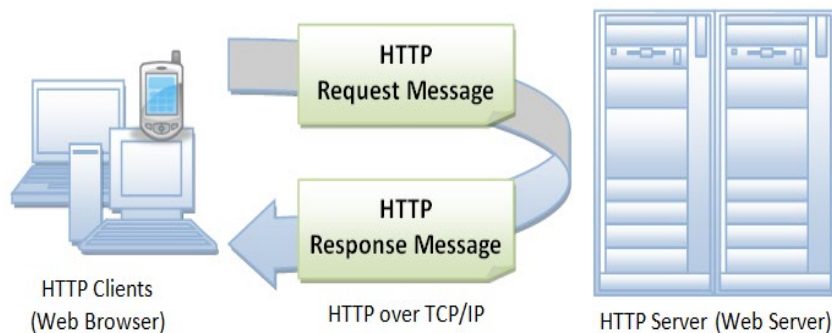 HTTP
Request Message
HTTP
Response Message
HTTP Clients
(Web Browser)
HTTP over TCP/IP
HTTP Server (Web Server)